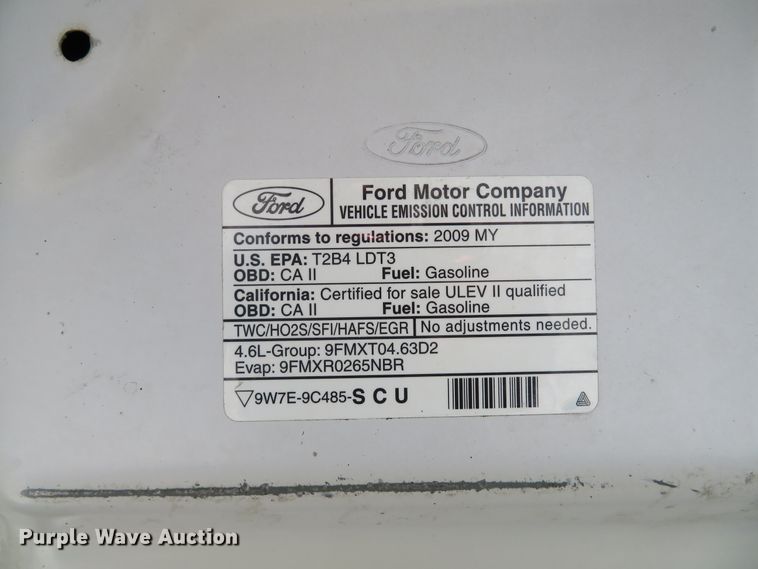 Ford
Ford Ford Motor Company
VEHICLE EMISSION CONTROL INFORMATION
Conforms to regulations: 2009 MY
U.S. EPA: T2B4 LDT3
OBD: CA II Fuel: Gasoline
California: Certified for sale ULEV II qualified
OBD: CA II Fuel: Gasoline
TWC/HO2S/SFI/HAFS/EGR No adjustments needed.
4.6L-Group: 9FMXT04.63D2
Evap: 9FMXR0265NBR
9W7E-9C485-S C U
Purple Wave Auction